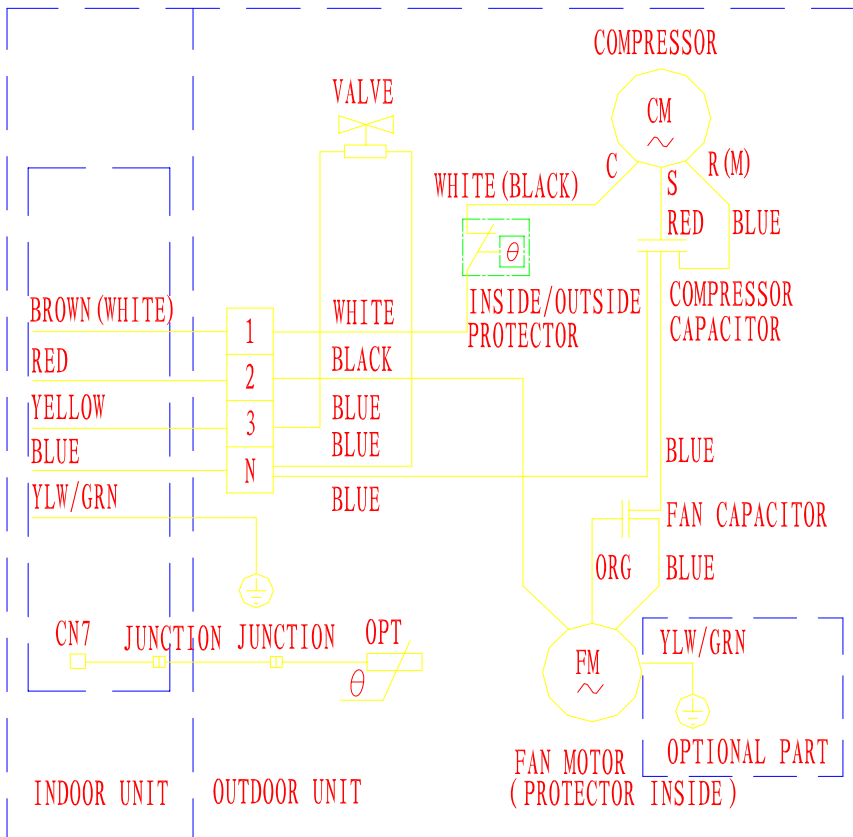 COMPRESSOR
VALVE
CM
C
S
R(M)
WHITE(BLACK)
RED
BLUE
θ
BROWN(WHITE)
1
WHITE
INSIDE/OUTSIDE
PROTECTOR
COMPRESSOR
CAPACITOR
RED
2
BLACK
YELLOW
3
BLUE
BLUE
N
BLUE
BLUE
YLW/GRN
BLUE
FAN CAPACITOR
ORG
BLUE
CN7
JUNCTION
JUNCTION
OPT
θ
FM
YLW/GRN
OPTIONAL PART
FAN MOTOR
(PROTECTOR INSIDE)
INDOOR UNIT
OUTDOOR UNIT